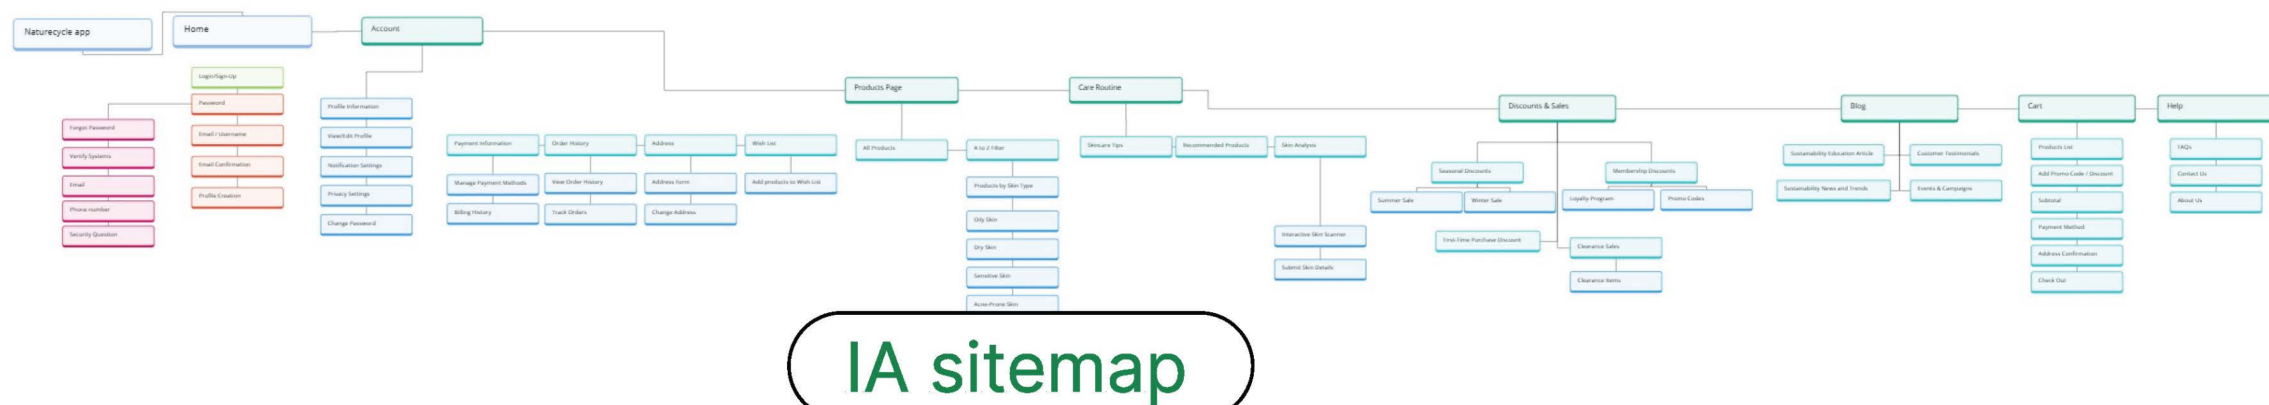 Naturecycle app
Home
Account
Login/Sign-Up
Password
Email / Username
Email Confirmation
Profile Creation
Forgot Password
Vertify Systems
Email
Phone number
Security Question
Profile Information
View/Edit Profile
Notification Settings
Privacy Settings
Change Password
Payment Information
Order History
Address
Wish List
Manage Payment Methods
View Order History
Address Form
Add products to Wish List
Billing History
Track Orders
Change Address
Products Page
All Products
A to Z Filter
Products by Skin Type
Oily Skin
Dry Skin
Sensitive Skin
Acne-Prone Skin
Care Routine
Skincare Tips
Recommended Products
Skin Analysis
Interactive Skin Scanner
Submit Skin Details
Discounts & Sales
Seasonal Discounts
Membership Discounts
Summer Sale
Winter Sale
Loyalty Program
Promo Codes
First-Time Purchase Discount
Clearance Sales
Clearance Items
Blog
Sustainability Education Article
Customer Testimonials
Sustainability News and Trends
Events & Campaigns
Cart
Products List
Add Promo Code / Discount
Subtotal
Payment Method
Address Confirmation
Check Out
Help
FAQs
Contact Us
About Us
IA sitemap